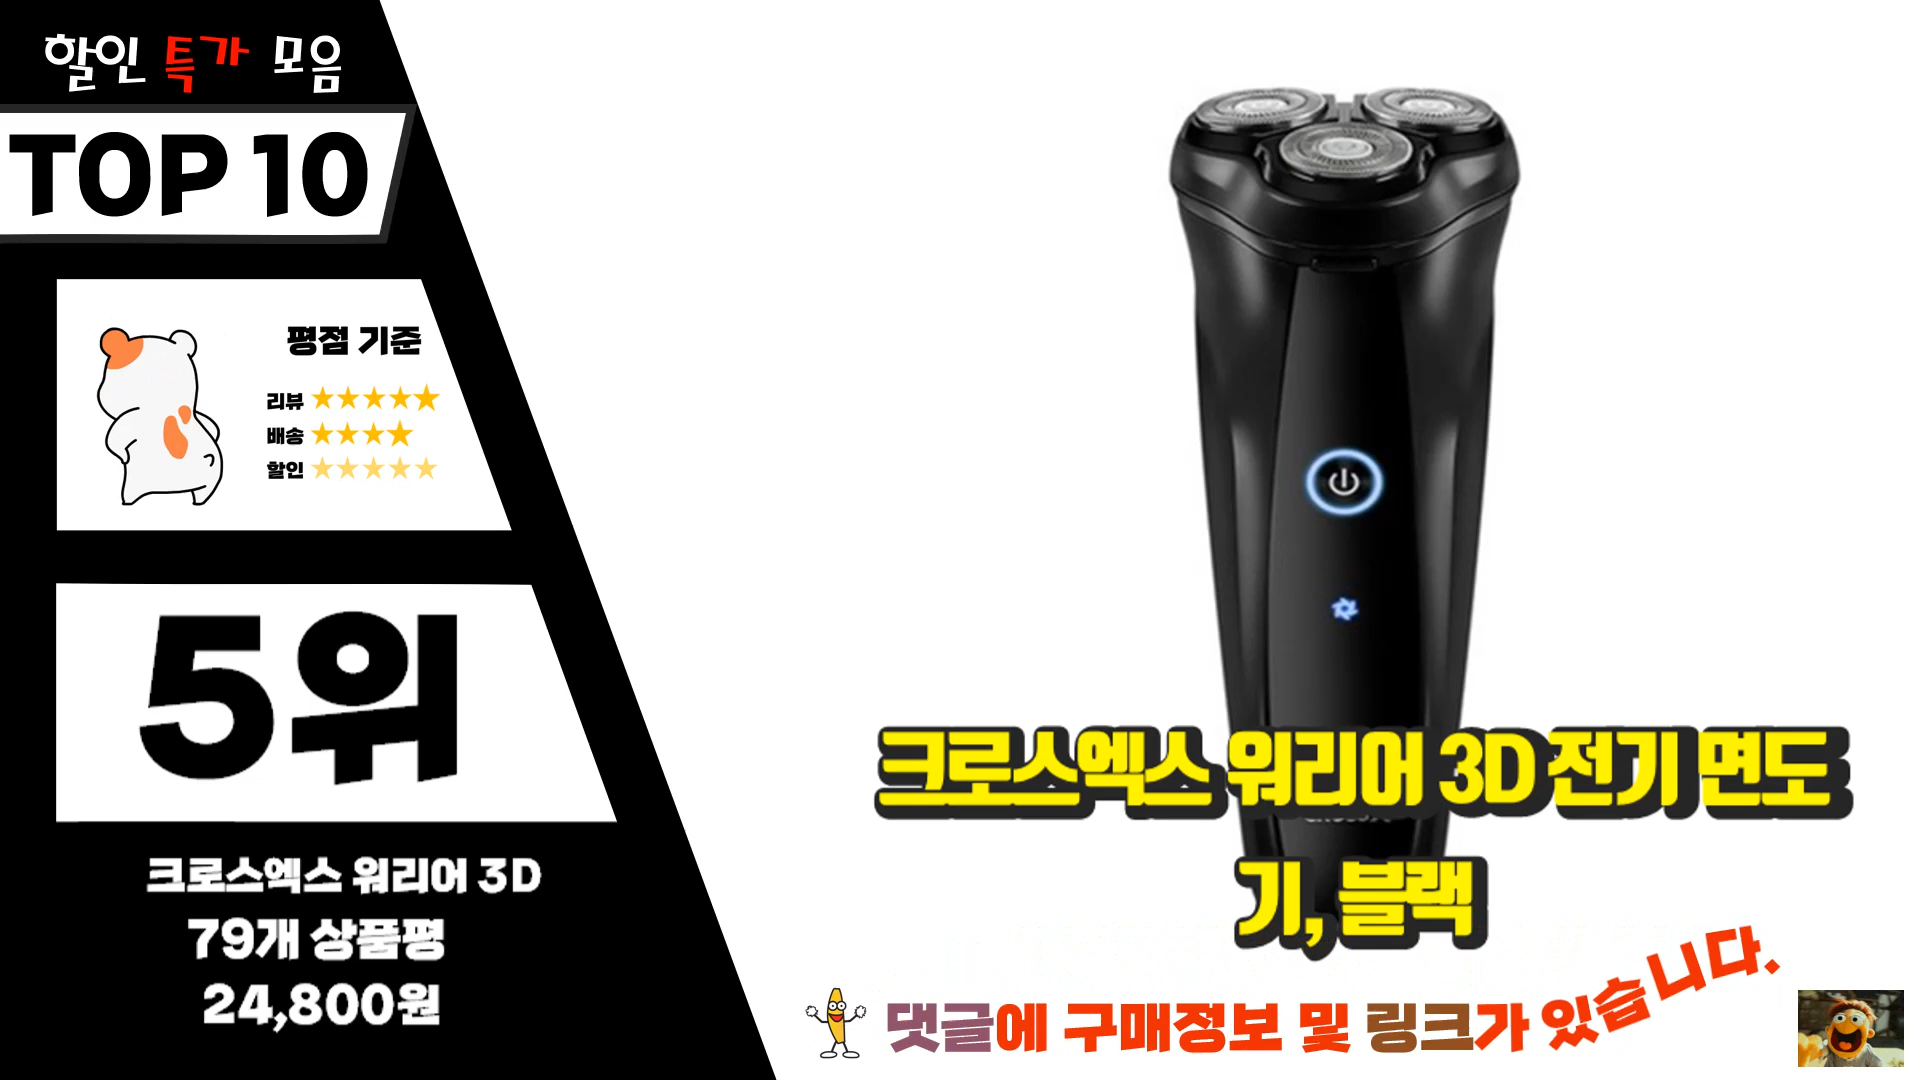 할인 특가 모음
TOP 10
평점 기준
리뷰 ★★★★★
배송 ★★★★
할인 ★★★★★
5위
크로스엑스 워리어 3D
79개 상품평
24,800원
크로스엑스 워리어 3D 전기 면도
기, 블랙
댓글에 구매정보 및 링크가 있습니다.